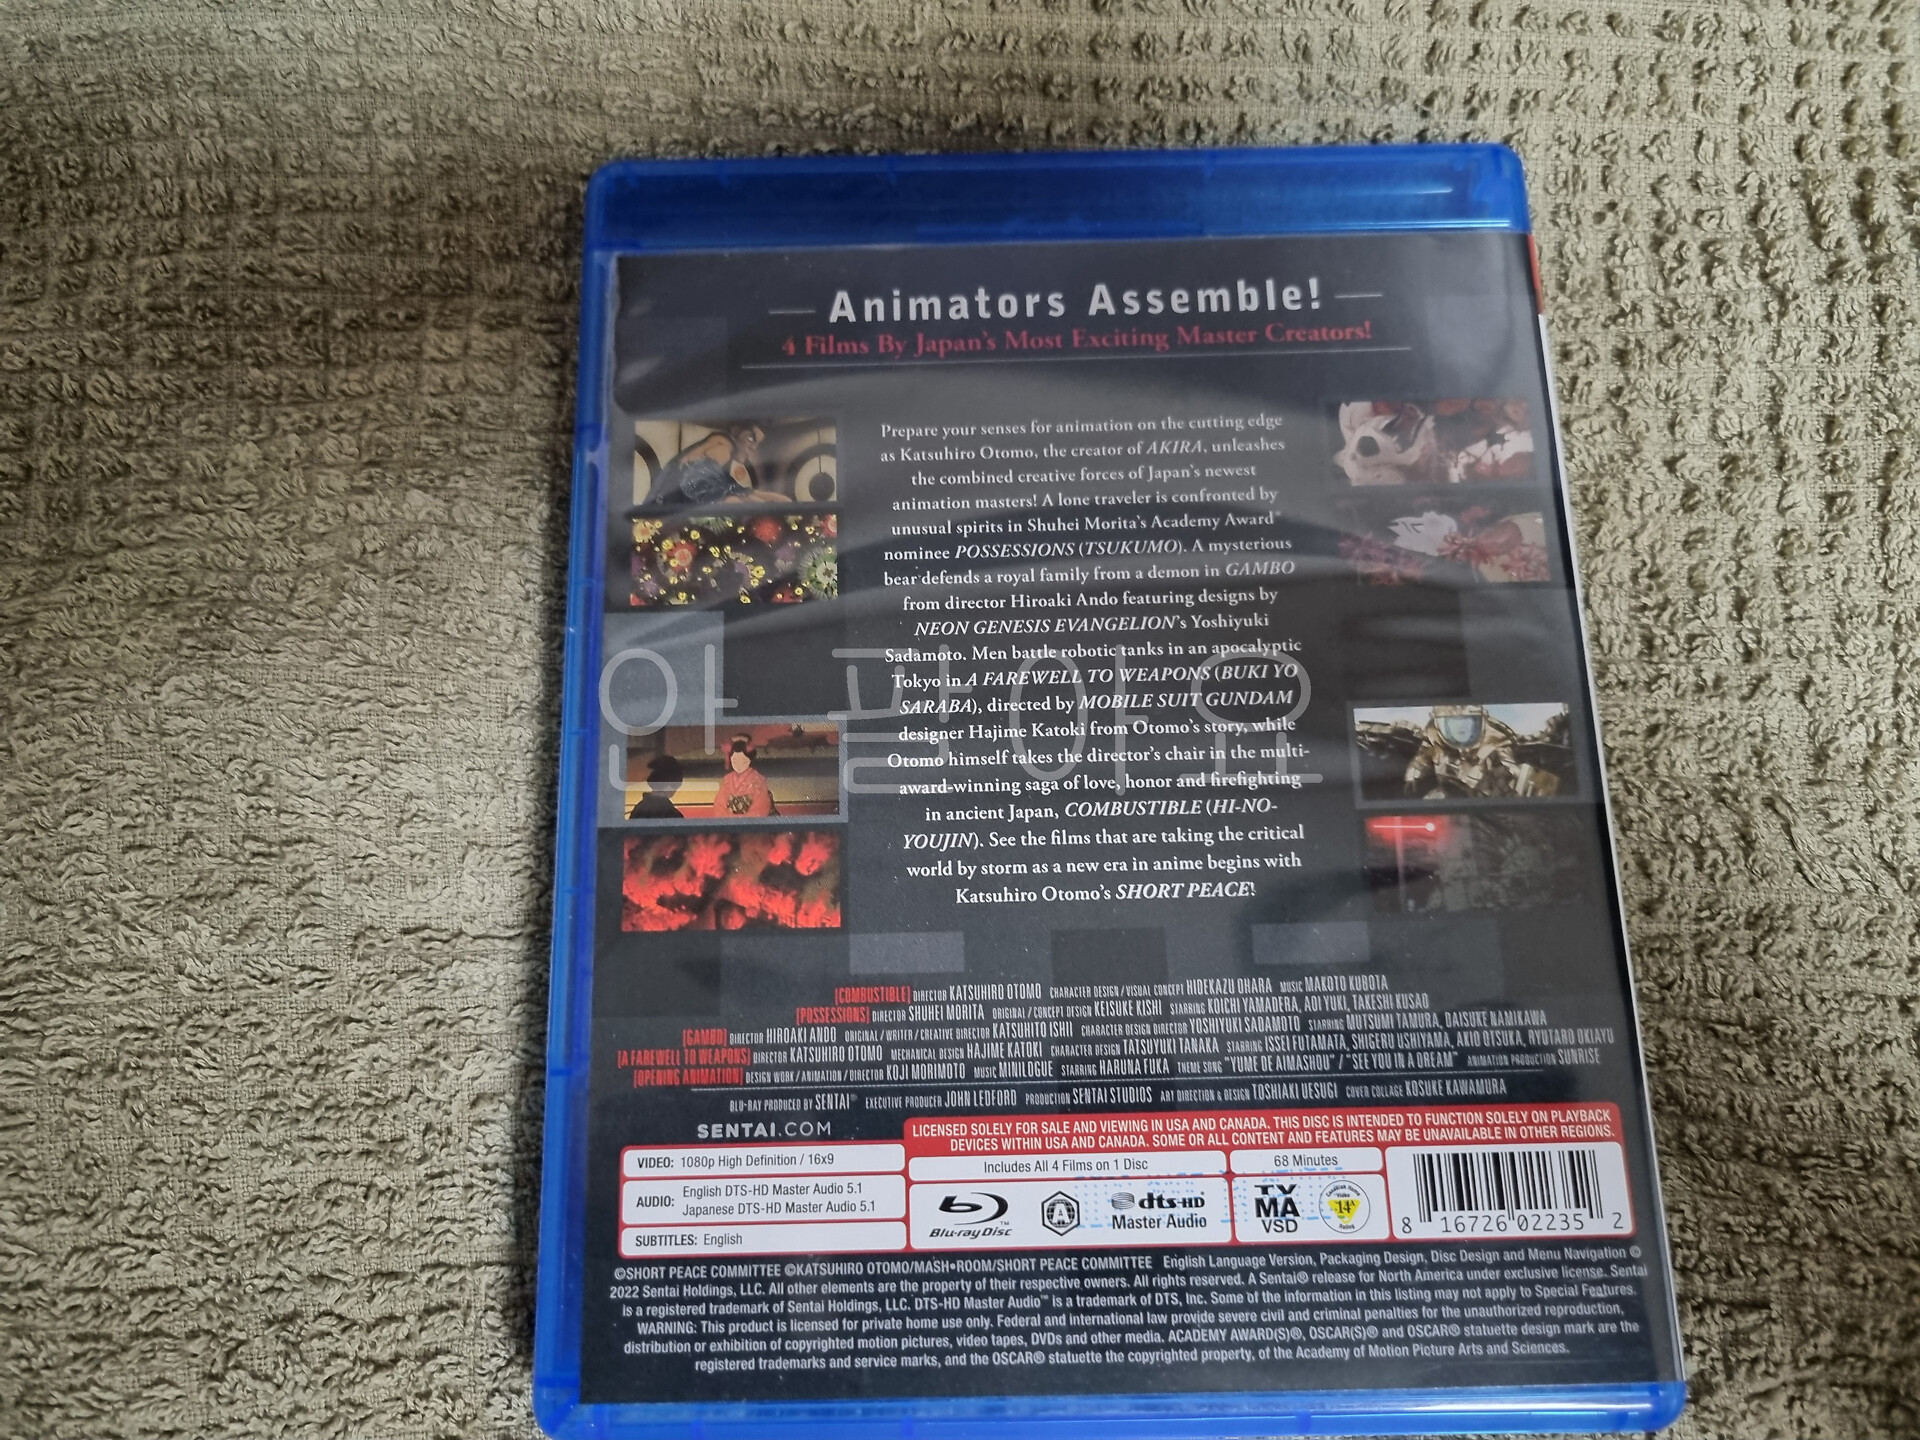 Animators Assemble!
4 Films By Japan's Most Exciting Master Creators!
Prepare your senses for animation on the cutting edge
as Katsuhiro Otomo, the creator of AKIRA, unleashes
the combined creative forces of Japan's newest
animation masters! A lone traveler is confronted by
unusual spirits in Shuhei Morita's Academy Award®
nominee POSSESSIONS (TSUKUMO). A mysterious
bear defends a royal family from a demon in GAMBO
from director Hiroaki Ando featuring designs by
NEON GENESIS EVANGELION's Yoshiyuki
Sadamoto. Men battle robotic tanks in an apocalyptic
Tokyo in A FAREWELL TO WEAPONS (BUKI YO
SARABA), directed by MOBILE SUIT GUNDAM
designer Hajime Katoki from Otomo's story, while
Otomo himself takes the director's chair in the multi-
award-winning saga of love, honor and firefighting
in ancient Japan, COMBUSTIBLE (HI-NO-
YOUJIN). See the films that are taking the critical
world by storm as a new era in anime begins with
Katsuhiro Otomo's SHORT PEACE!
안 팔아요
[COMBUSTIBLE] DIRECTOR KATSUHIRO OTOMO CHARACTER DESIGN / VISUAL CONCEPT HIDEKAZU OHARA MUSIC MAKOTO KUBOTA
[POSSESSIONS] DIRECTOR SHUHEI MORITA ORIGINAL / CONCEPT DESIGN KEISUKE KISHI STARRING KOICHI YAMADERA, AOI YUKI, TAKESHI KUSAO
[GAMBO] DIRECTOR HIROAKI ANDO ORIGINAL / WRITER / CREATIVE DIRECTOR KATSUHITO ISHII CHARACTER DESIGN DIRECTOR YOSHIYUKI SADAMOTO STARRING MUTSUMI TAMURA, DAISUKE NAMIKAWA
[A FAREWELL TO WEAPONS] DIRECTOR KATSUHIRO OTOMO MECHANICAL DESIGN HAJIME KATOKI CHARACTER DESIGN TATSUYUKI TANAKA STARRING ISSEI FUTAMATA, SHIGERU USHIYAMA, AKIO OTSUKA, RYUTARO OKIAYU
[OPENING ANIMATION] DESIGN WORK / ANIMATION / DIRECTOR KOJI MORIMOTO MUSIC MINILOGUE STARRING HARUNA FUKA THEME SONG "YUME DE AIMASHOU" / "SEE YOU IN A DREAM" ANIMATION PRODUCTION SUNRISE
BLU-RAY PRODUCED BY SENTAI® EXECUTIVE PRODUCER JOHN LEDFORD PRODUCTION SENTAI STUDIOS ART DIRECTION & DESIGN TOSHIAKI UESUGI COVER COLLAGE KOSUKE KAWAMURA
SENTAI.COM
LICENSED SOLELY FOR SALE AND VIEWING IN USA AND CANADA. THIS DISC IS INTENDED TO FUNCTION SOLELY ON PLAYBACK
DEVICES WITHIN USA AND CANADA. SOME OR ALL CONTENT AND FEATURES MAY BE UNAVAILABLE IN OTHER REGIONS.
VIDEO: 1080p High Definition / 16x9
AUDIO: English DTS-HD Master Audio 5.1
Japanese DTS-HD Master Audio 5.1
SUBTITLES: English
Includes All 4 Films on 1 Disc
68 Minutes
Blu-ray Disc™
A
dts-HD
Master Audio
TV
MA
VSD
Canadian Home
Video
14A
Rated
8 16726 02235 2
©SHORT PEACE COMMITTEE ©KATSUHIRO OTOMO/MASH•ROOM/SHORT PEACE COMMITTEE English Language Version, Packaging Design, Disc Design and Menu Navigation ©
2022 Sentai Holdings, LLC. All other elements are the property of their respective owners. All rights reserved. A Sentai® release for North America under exclusive license. Sentai
is a registered trademark of Sentai Holdings, LLC. DTS-HD Master Audio™ is a trademark of DTS, Inc. Some of the information in this listing may not apply to Special Features.
WARNING: This product is licensed for private home use only. Federal and international law provide severe civil and criminal penalties for the unauthorized reproduction,
distribution or exhibition of copyrighted motion pictures, video tapes, DVDs and other media. ACADEMY AWARD(S)®, OSCAR(S)® and OSCAR® statuette design mark are the
registered trademarks and service marks, and the OSCAR® statuette the copyrighted property, of the Academy of Motion Picture Arts and Sciences.